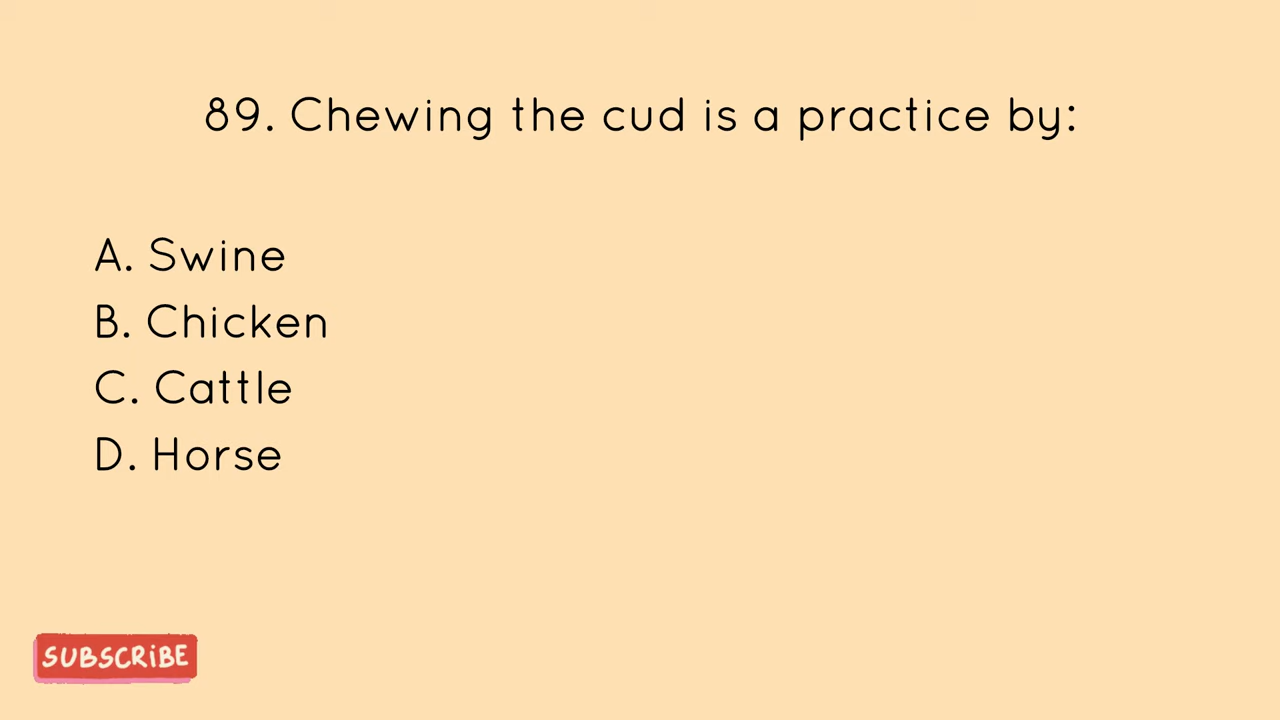 89. Chewing the cud is a practice by:
A. Swine
B. Chicken
C. Cattle
D. Horse
SUBSCRiBE